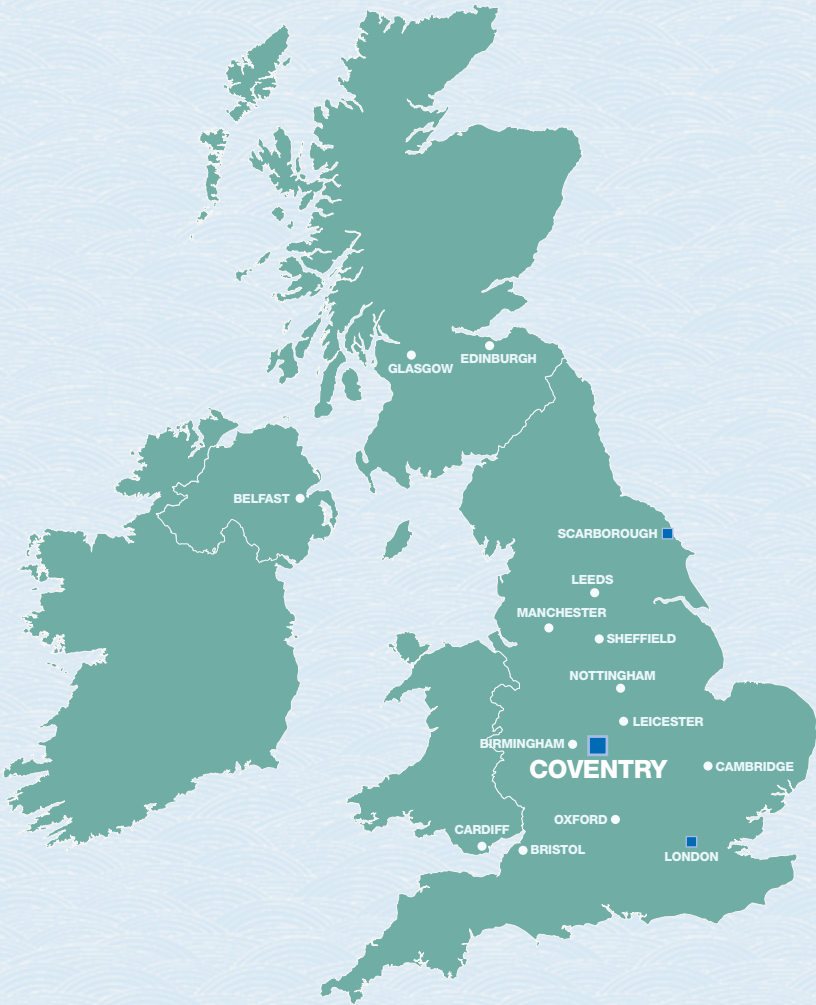 EDINBURGH
GLASGOW
BELFAST
SCARBOROUGH
LEEDS
MANCHESTER
SHEFFIELD
NOTTINGHAM
LEICESTER
BIRMINGHAM
COVENTRY
CAMBRIDGE
OXFORD
CARDIFF
BRISTOL
LONDON